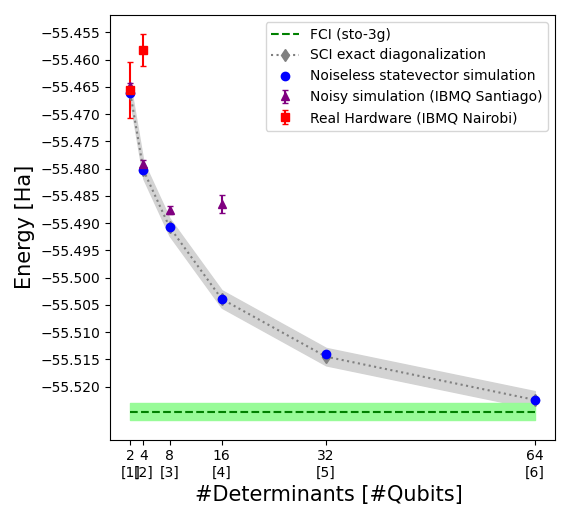 −55.455
−55.460
−55.465
−55.470
−55.475
−55.480
−55.485
−55.490
−55.495
−55.500
−55.505
−55.510
−55.515
−55.520
Energy [Ha]
FCI (sto-3g)
SCI exact diagonalization
Noiseless statevector simulation
Noisy simulation (IBMQ Santiago)
Real Hardware (IBMQ Nairobi)
2 4 8 16 32 64
[1] [2] [3] [4] [5] [6]
#Determinants [#Qubits]